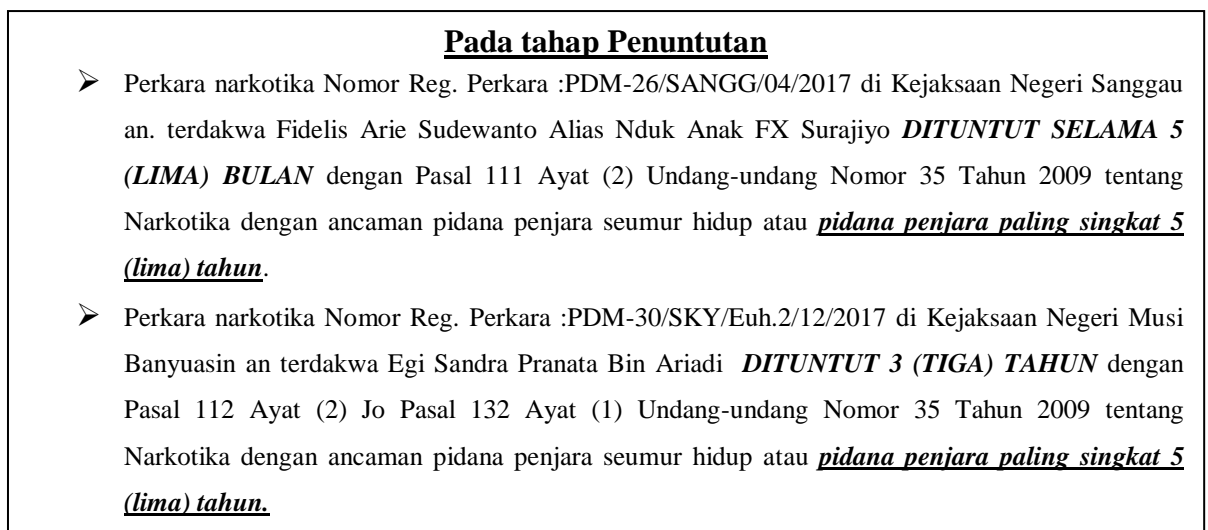 Pada tahap Penuntutan
➢ Perkara narkotika Nomor Reg. Perkara :PDM-26/SANGG/04/2017 di Kejaksaan Negeri Sanggau
an. terdakwa Fidelis Arie Sudewanto Alias Nduk Anak FX Surajiyo DITUNTUT SELAMA 5
(LIMA) BULAN dengan Pasal 111 Ayat (2) Undang-undang Nomor 35 Tahun 2009 tentang
Narkotika dengan ancaman pidana penjara seumur hidup atau pidana penjara paling singkat 5
(lima) tahun.
➢ Perkara narkotika Nomor Reg. Perkara :PDM-30/SKY/Euh.2/12/2017 di Kejaksaan Negeri Musi
Banyuasin an terdakwa Egi Sandra Pranata Bin Ariadi DITUNTUT 3 (TIGA) TAHUN dengan
Pasal 112 Ayat (2) Jo Pasal 132 Ayat (1) Undang-undang Nomor 35 Tahun 2009 tentang
Narkotika dengan ancaman pidana penjara seumur hidup atau pidana penjara paling singkat 5
(lima) tahun.